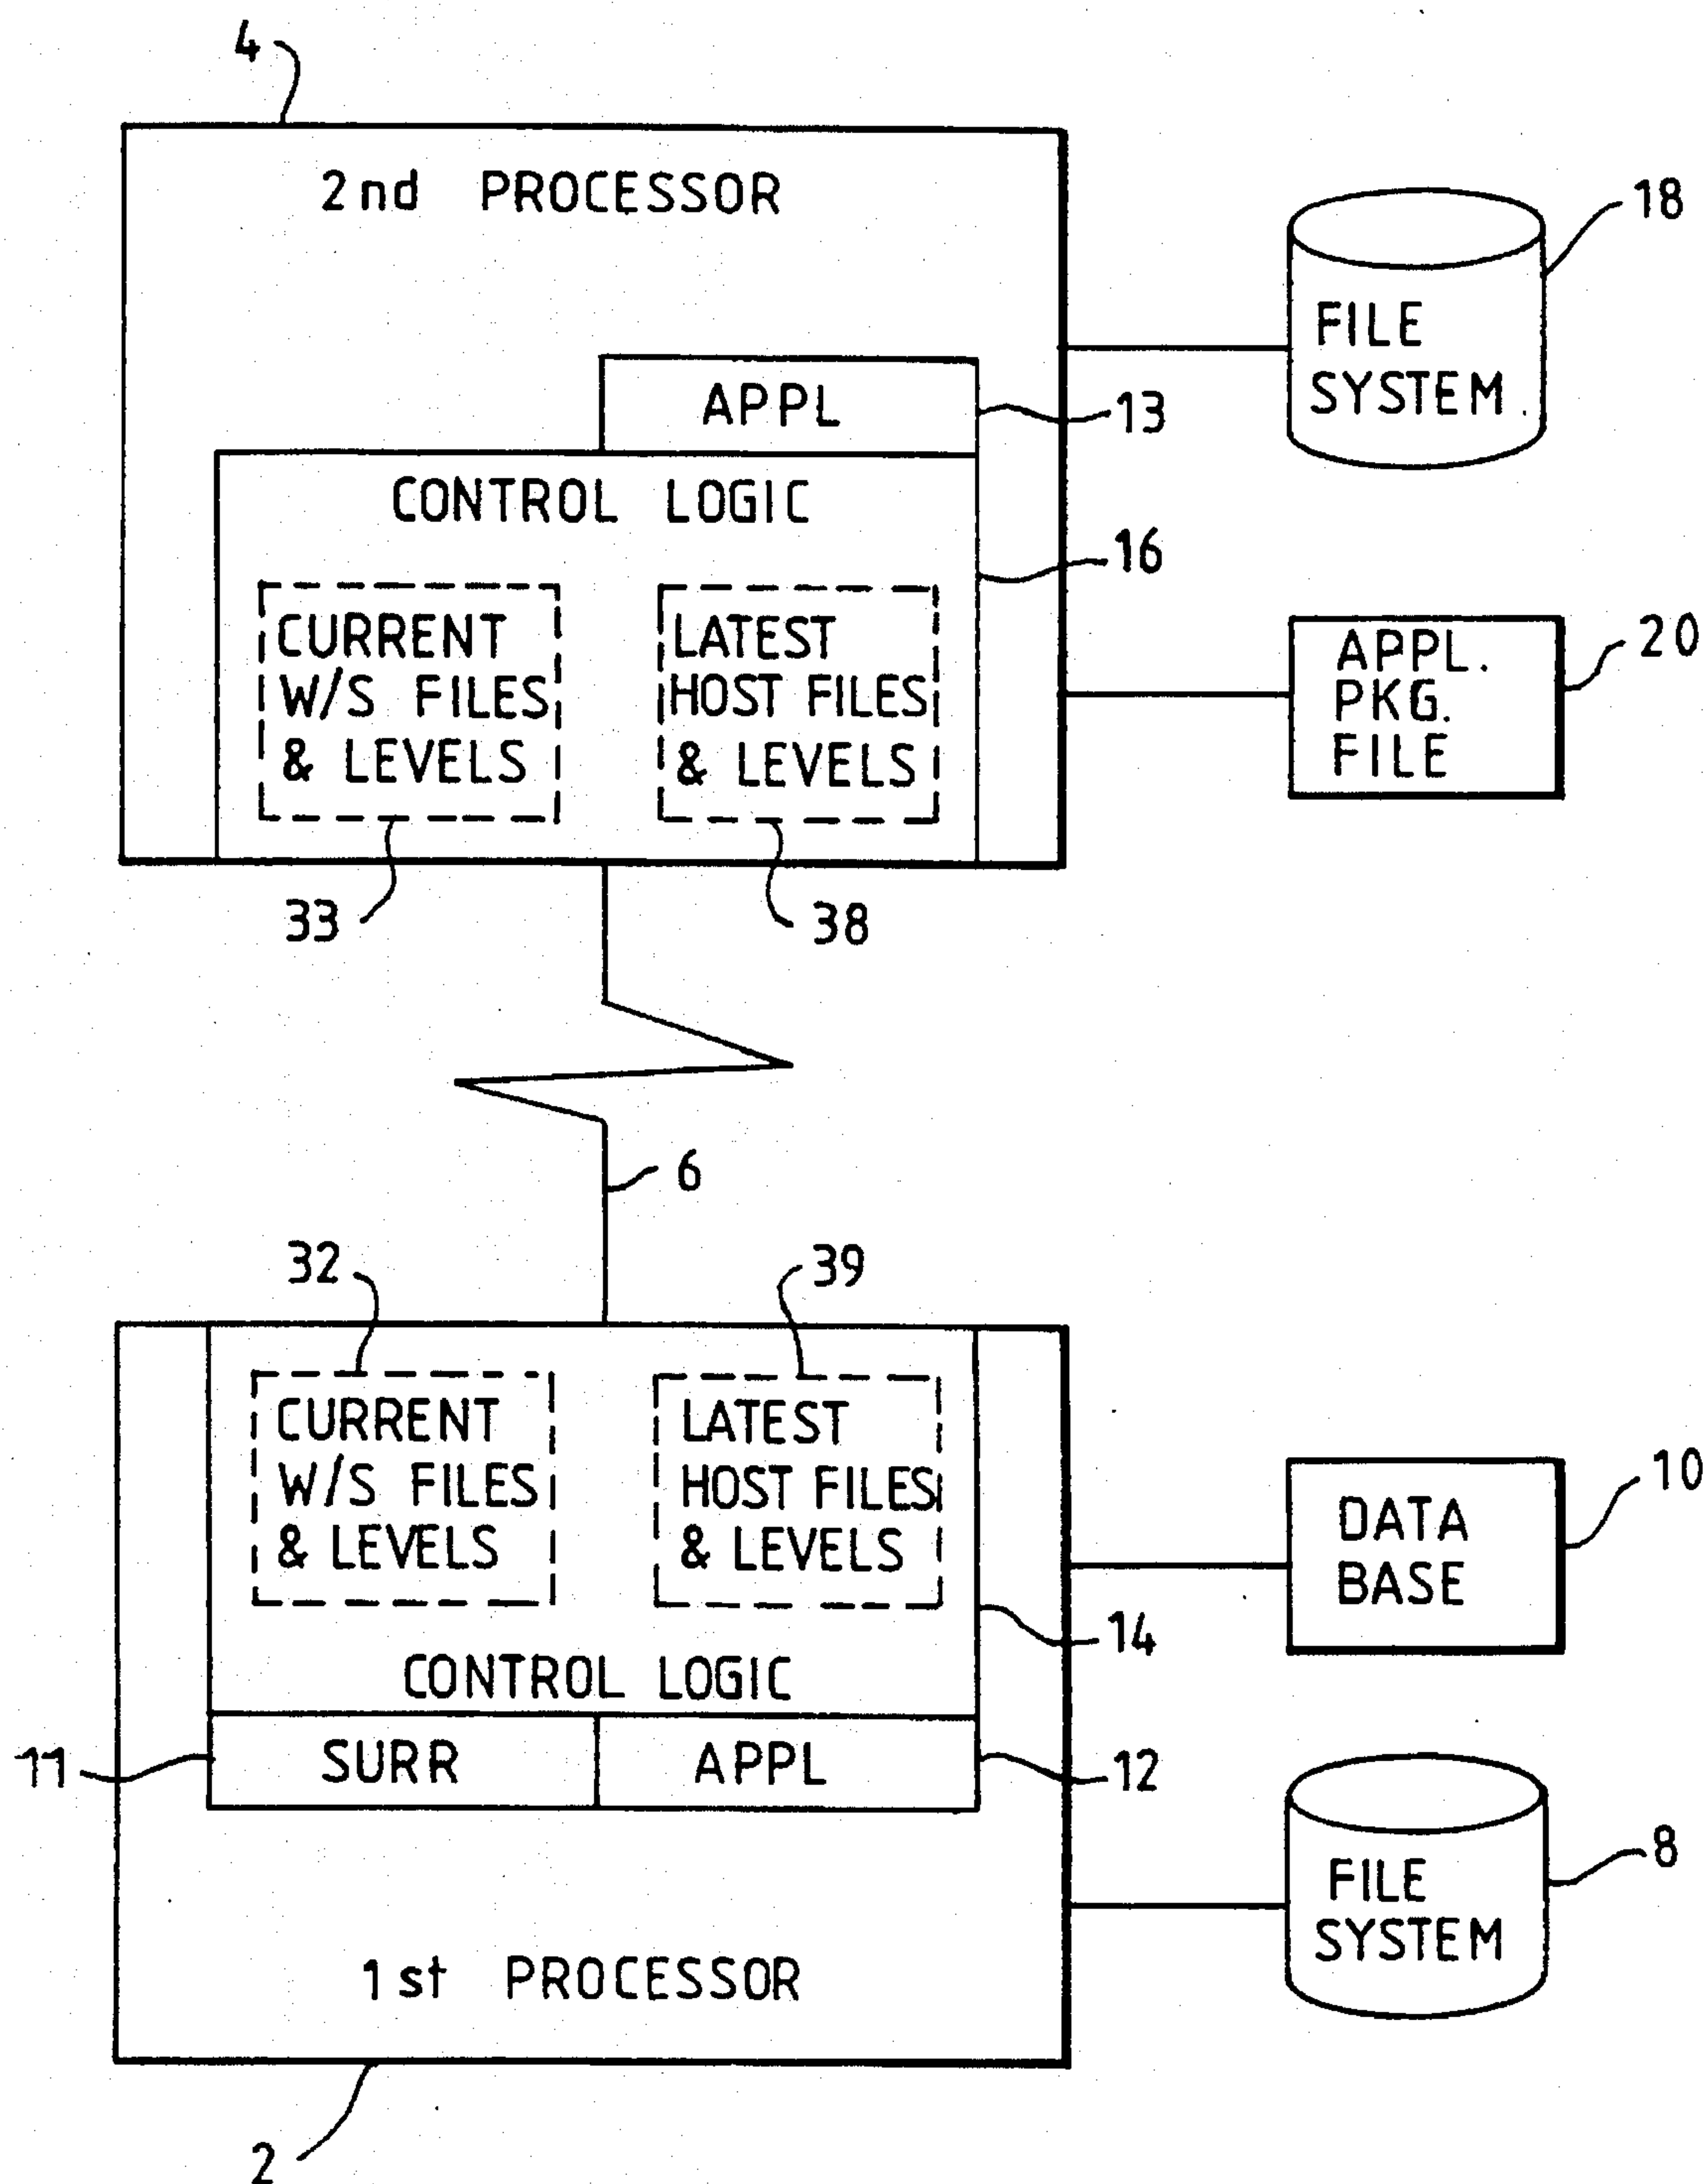 4
2nd PROCESSOR
18
FILE
SYSTEM
APPL
13
CONTROL LOGIC
16
CURRENT
W/S FILES
& LEVELS
LATEST
HOST FILES
& LEVELS
20
APPL.
PKG.
FILE
33
38
6
32
39
CURRENT
W/S FILES
& LEVELS
LATEST
HOST FILES
& LEVELS
10
DATA
BASE
14
CONTROL LOGIC
11
SURR
APPL
12
8
FILE
SYSTEM
1st PROCESSOR
2